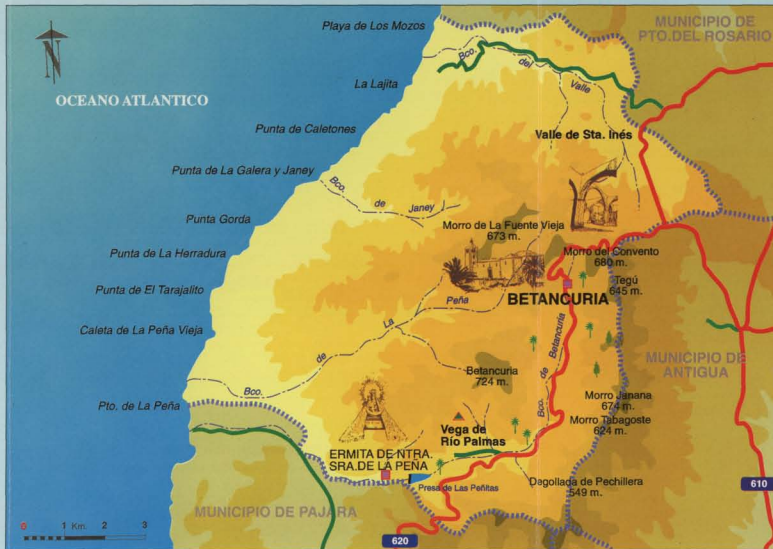 Playa de Los Mozos
MUNICIPIO DE
PTO. DEL ROSARIO
N
Bco.
del
Valle
La Lajita
OCEANO ATLANTICO
Punta de Caletones
Valle de Sta. Inés
Punta de La Galera y Janey
Bco.
de
Janey
Punta Gorda
Morro de La Fuente Vieja
673 m.
Punta de La Herradura
Morro del Convento
680 m.
Tegú
645 m.
Punta de El Tarajalito
BETANCURIA
Caleta de La Peña Vieja
Bco.
de
La
Peña
Bco.
de
Betancuria
MUNICIPIO DE
ANTIGUA
Betancuria
724 m.
Pto. de La Peña
Morro Janana
674 m.
Morro Tabagoste
624 m.
Vega de
Río Palmas
ERMITA DE NTRA.
SRA.DE LA PEÑA
Presa de Las Peñitas
Degollada de Pechillera
549 m.
610
MUNICIPIO DE PAJARA
0 1 Km. 2 3
620